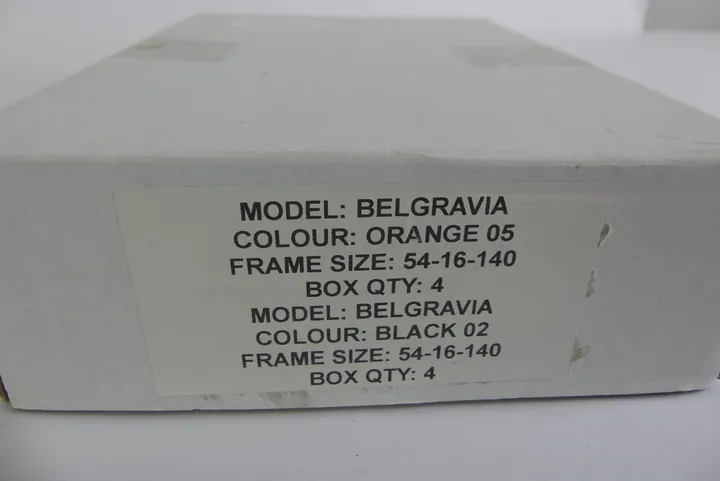 MODEL: BELGRAVIA
COLOUR: ORANGE 05
FRAME SIZE: 54-16-140
BOX QTY: 4
MODEL: BELGRAVIA
COLOUR: BLACK 02
FRAME SIZE: 54-16-140
BOX QTY: 4